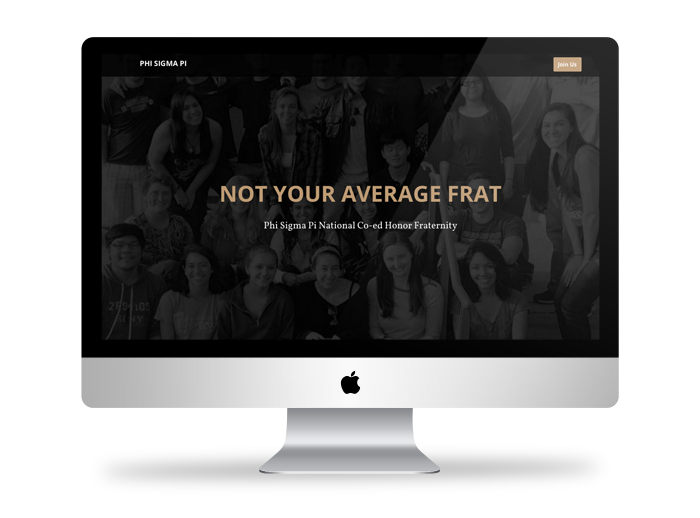 PHI SIGMA PI
Join Us
NOT YOUR AVERAGE FRAT
Phi Sigma Pi National Co-ed Honor Fraternity